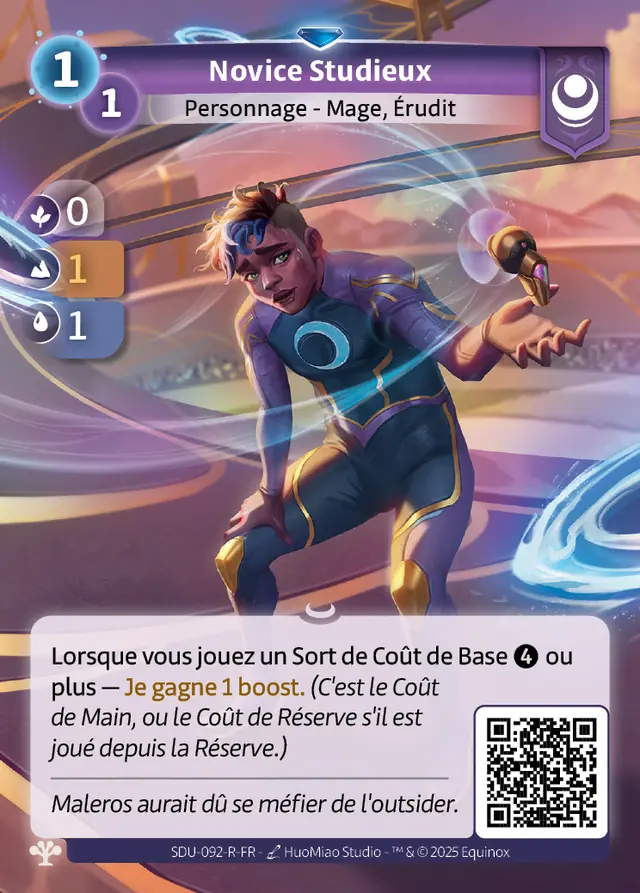 1
1
Novice Studieux
Personnage - Mage, Érudit
0
1
1
Lorsque vous jouez un Sort de Coût de Base 4 ou
plus — Je gagne 1 boost. (C'est le Coût
de Main, ou le Coût de Réserve s'il est
joué depuis la Réserve.)
Maleros aurait dû se méfier de l'outsider.
SDU-092-R-FR - HuoMiao Studio - ™ & © 2025 Equinox